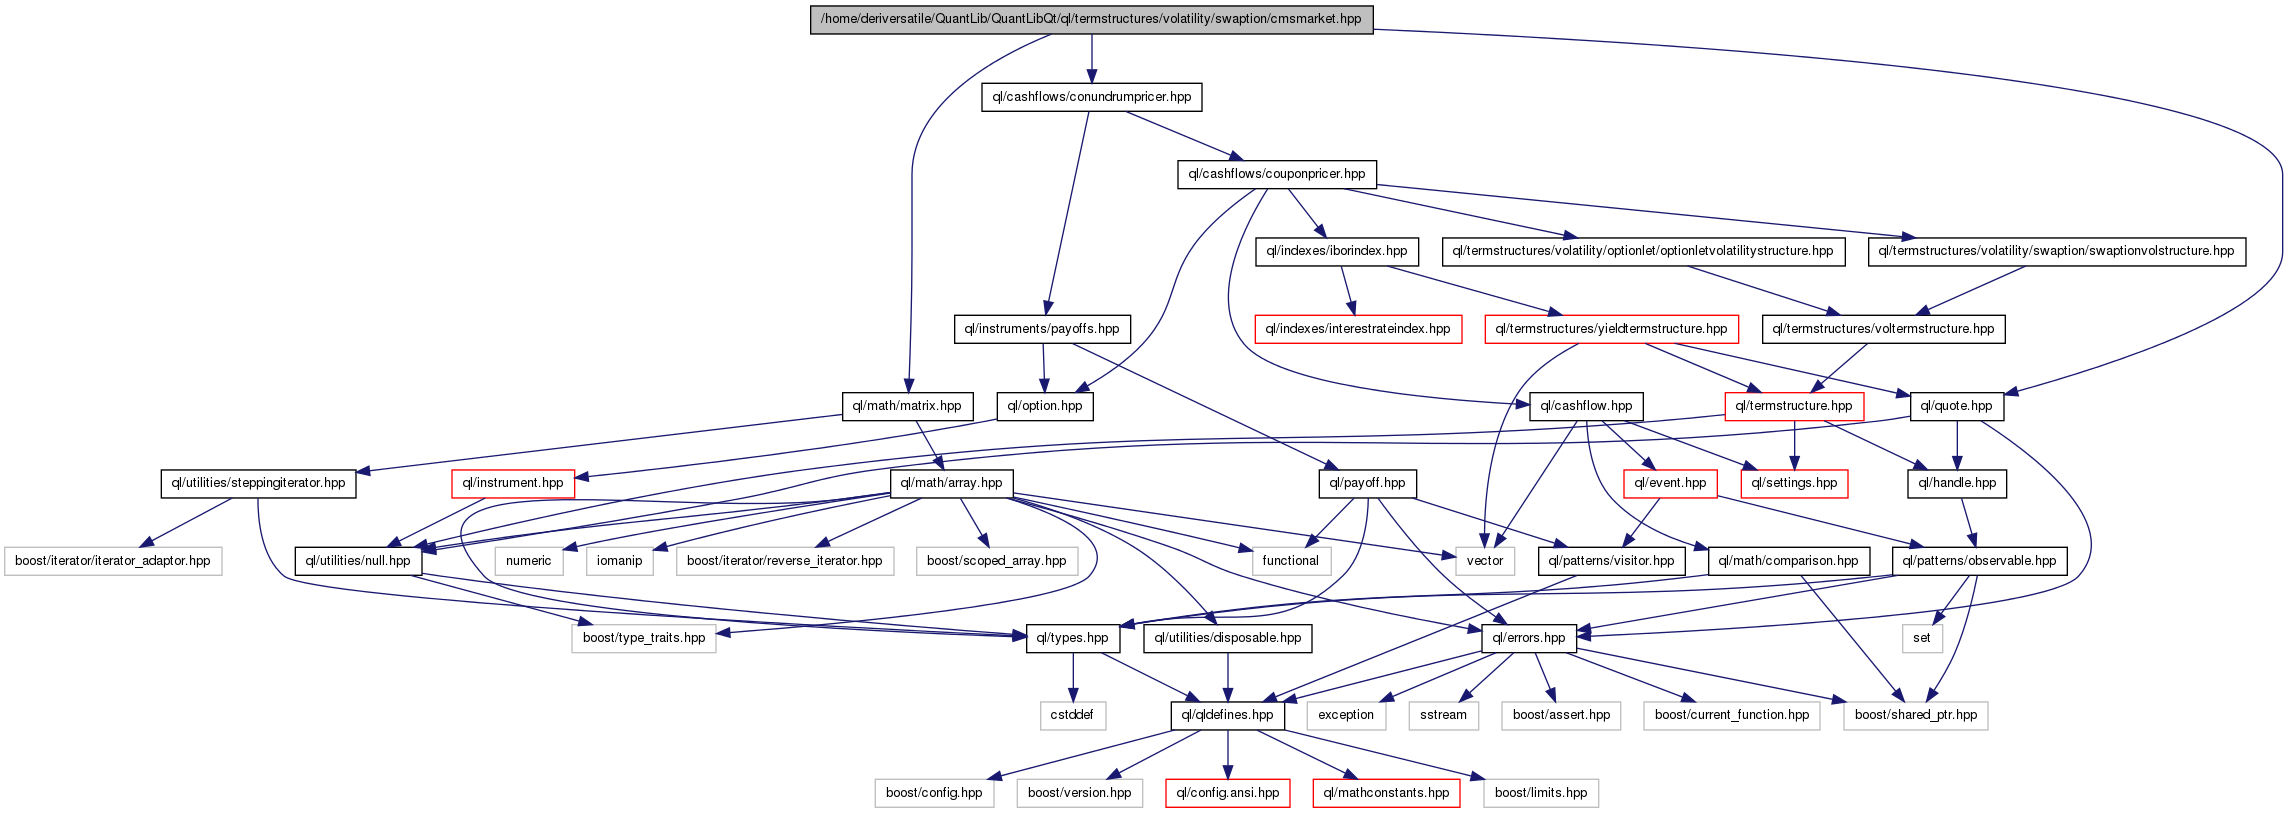 /home/deriversatile/QuantLib/QuantLibQt/ql/termstructures/volatility/swaption/cmsmarket.hpp
ql/cashflows/conundrumpricer.hpp
ql/cashflows/couponpricer.hpp
ql/indexes/iborindex.hpp
ql/termstructures/volatility/optionlet/optionletvolatilitystructure.hpp
ql/termstructures/volatility/swaption/swaptionvolstructure.hpp
ql/instruments/payoffs.hpp
ql/indexes/interestrateindex.hpp
ql/termstructures/yieldtermstructure.hpp
ql/termstructures/voltermstructure.hpp
ql/math/matrix.hpp
ql/option.hpp
ql/cashflow.hpp
ql/termstructure.hpp
ql/quote.hpp
ql/utilities/steppingiterator.hpp
ql/instrument.hpp
ql/math/array.hpp
ql/payoff.hpp
ql/event.hpp
ql/settings.hpp
ql/handle.hpp
boost/iterator/iterator_adaptor.hpp
ql/utilities/null.hpp
numeric
iomanip
boost/iterator/reverse_iterator.hpp
boost/scoped_array.hpp
functional
vector
ql/patterns/visitor.hpp
ql/math/comparison.hpp
ql/patterns/observable.hpp
boost/type_traits.hpp
ql/types.hpp
ql/utilities/disposable.hpp
ql/errors.hpp
set
cstddef
ql/qldefines.hpp
exception
sstream
boost/assert.hpp
boost/current_function.hpp
boost/shared_ptr.hpp
boost/config.hpp
boost/version.hpp
ql/config.ansi.hpp
ql/mathconstants.hpp
boost/limits.hpp